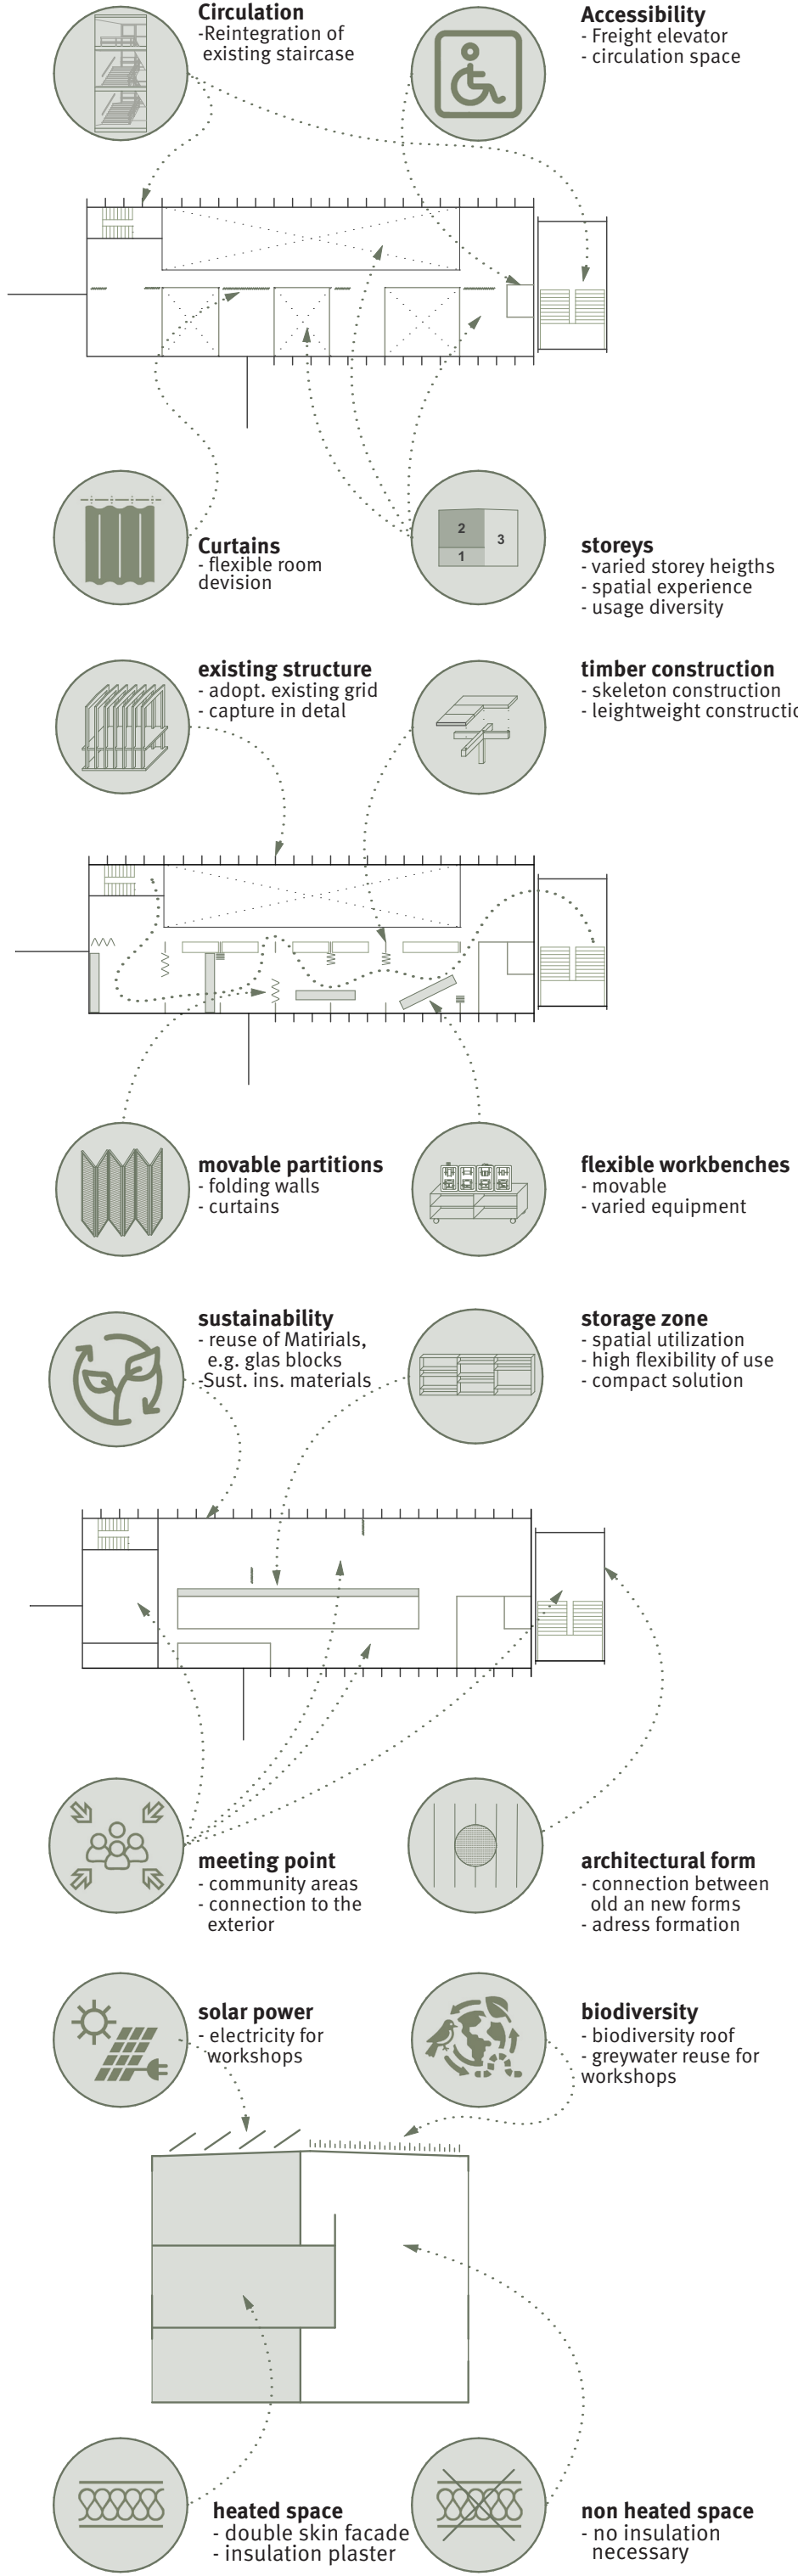 Circulation
-Reintegration of
existing staircase
Accessibility
- Freight elevator
- circulation space
Curtains
- flexible room
devision
2
3
1
storeys
- varied storey heigths
- spatial experience
- usage diversity
existing structure
- adopt. existing grid
- capture in detal
timber construction
- skeleton construction
- leightweight constructio
movable partitions
- folding walls
- curtains
flexible workbenches
- movable
- varied equipment
sustainability
- reuse of Matirials,
e.g. glas blocks
-Sust. ins. materials
storage zone
- spatial utilization
- high flexibility of use
- compact solution
meeting point
- community areas
- connection to the
exterior
architectural form
- connection between
old an new forms
- adress formation
solar power
- electricity for
workshops
biodiversity
- biodiversity roof
- greywater reuse for
workshops
heated space
- double skin facade
- insulation plaster
non heated space
- no insulation
necessary